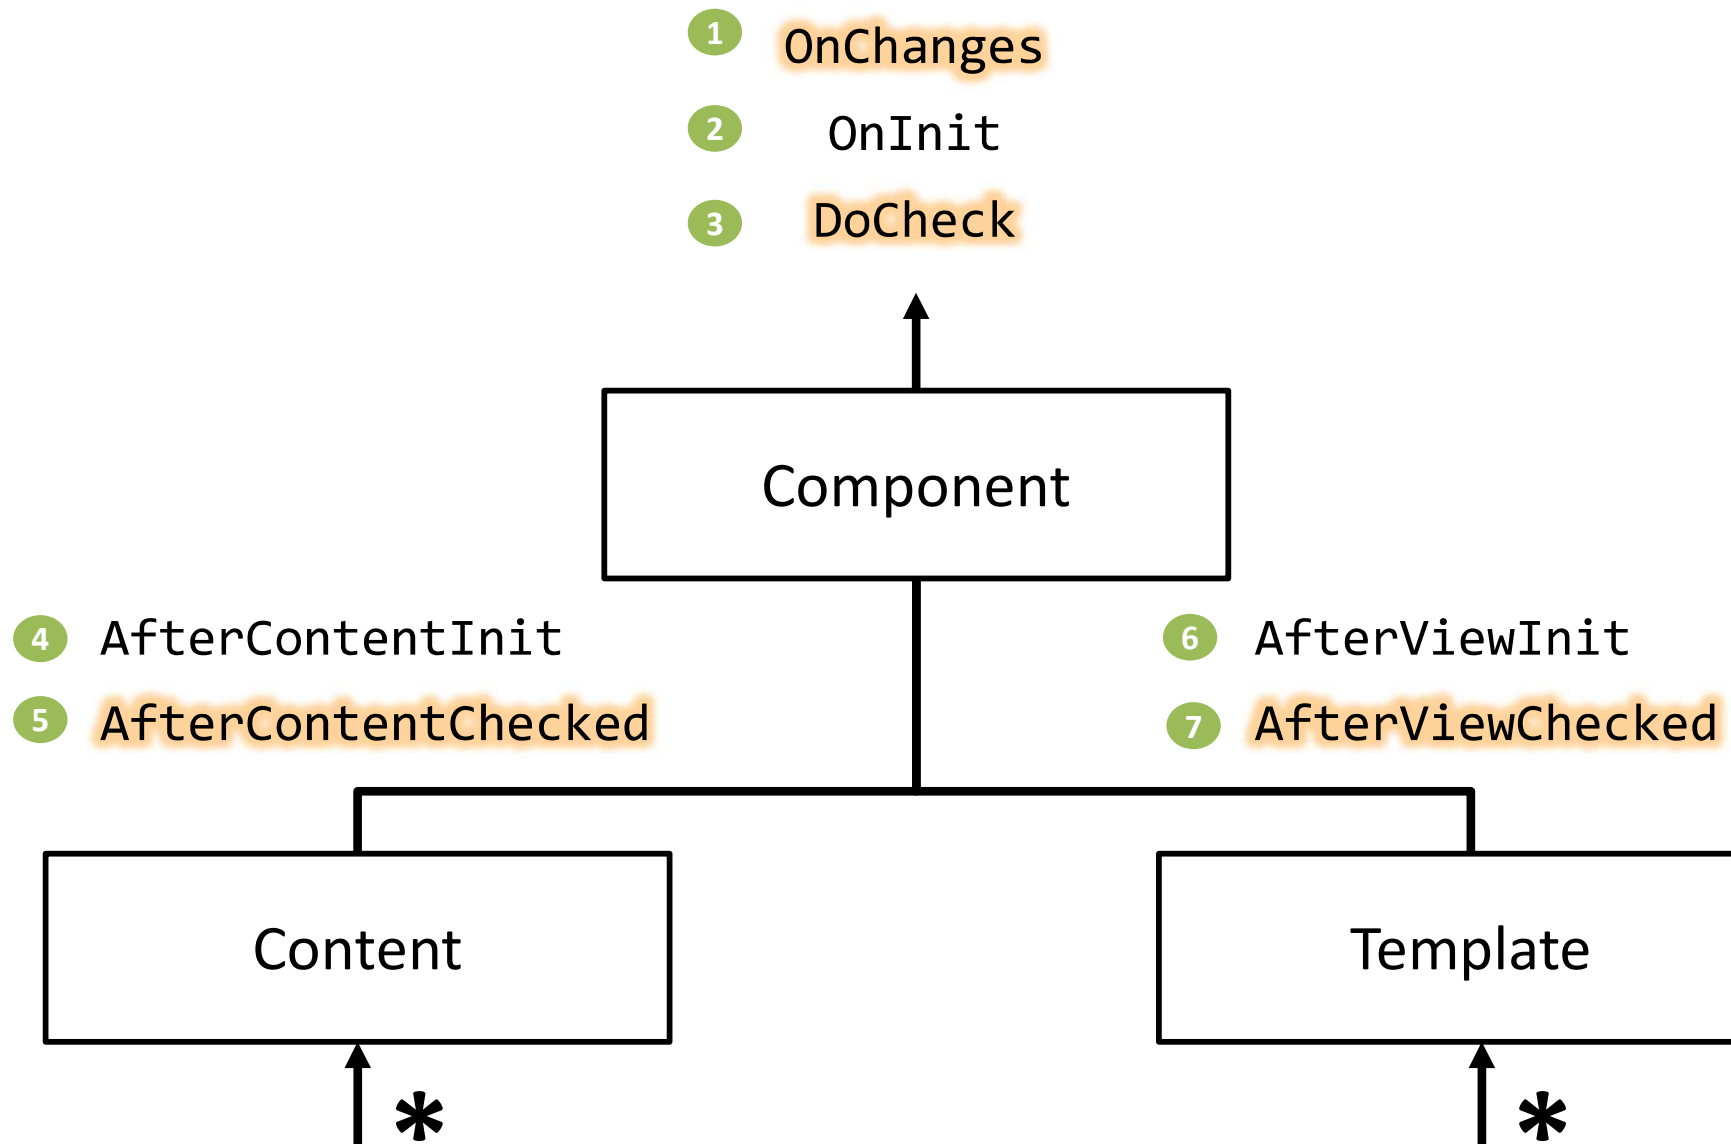 1 OnChanges
2 OnInit
3 DoCheck
Component
4 AfterContentInit
5 AfterContentChecked
6 AfterViewInit
7 AfterViewChecked
Content
Template
*
*